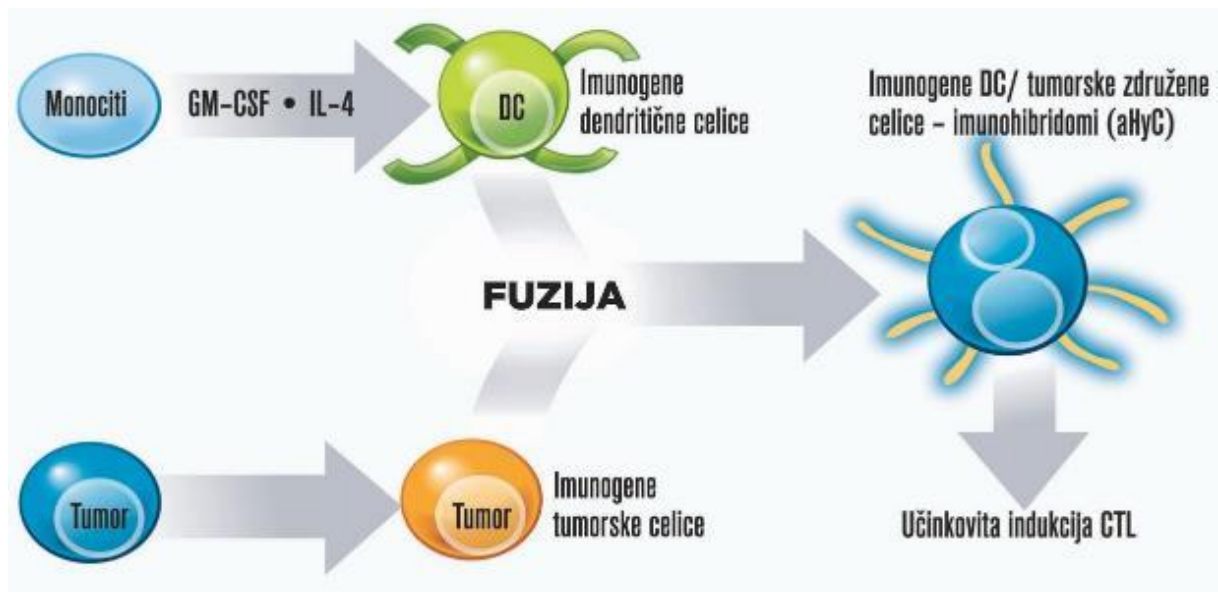 Monociti
GM-CSF • IL-4
DC
Imunogene
dendritične celice
Imunogene DC/ tumorske združene
celice – imunohibridomi (aHyC)
FUZIJA
Tumor
Tumor
Imunogene
tumorske celice
Učinkovita indukcija CTL